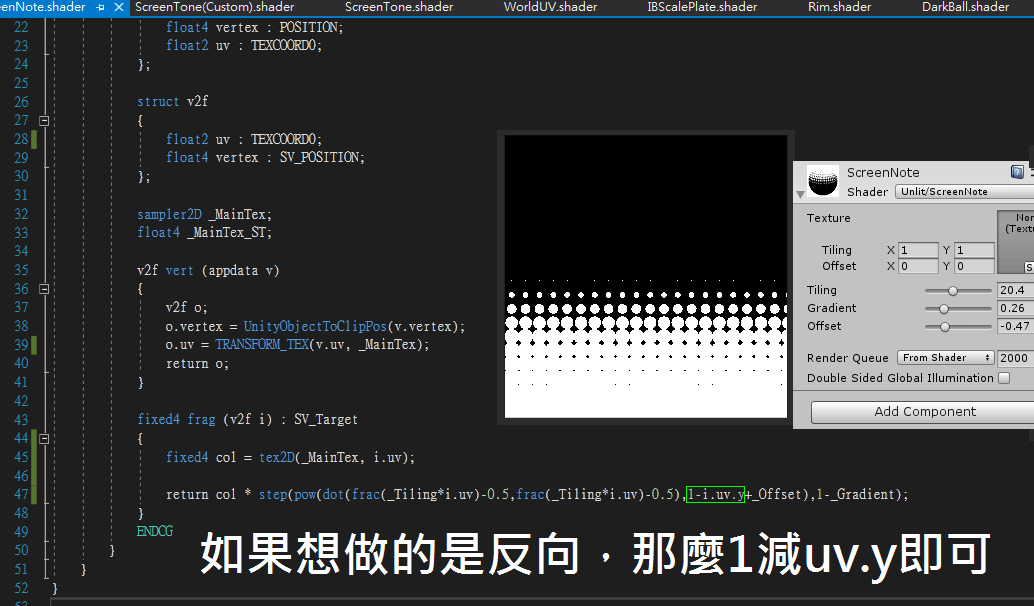 enNote.shader
ScreenTone(Custom).shader
ScreenTone.shader
WorldUV.shader
IBScalePlate.shader
Rim.shader
DarkBall.shader
22 float4 vertex : POSITION;
23 float2 uv : TEXCOORD0;
24 };
25
26 struct v2f
27 {
28 float2 uv : TEXCOORD0;
29 float4 vertex : SV_POSITION;
30 };
31
32 sampler2D _MainTex;
33 float4 _MainTex_ST;
34
35 v2f vert (appdata v)
36 {
37 v2f o;
38 o.vertex = UnityObjectToClipPos(v.vertex);
39 o.uv = TRANSFORM_TEX(v.uv, _MainTex);
40 return o;
41 }
42
43 fixed4 frag (v2f i) : SV_Target
44 {
45 fixed4 col = tex2D(_MainTex, i.uv);
46
47 return col * step(pow(dot(frac(_Tiling*i.uv)-0.5,frac(_Tiling*i.uv)-0.5),1-i.uv.y+_Offset),1-_Gradient);
48 }
49 ENDCG
50 }
51 }
52 }
ScreenNote
Shader Unlit/ScreenNote
Texture
Non
(Textu
Tiling X 1 Y 1
Offset X 0 Y 0
S
Tiling 20.4
Gradient 0.26
Offset -0.47
Render Queue From Shader 2000
Double Sided Global Illumination
Add Component
如果想做的是反向，那麼1減uv.y即可